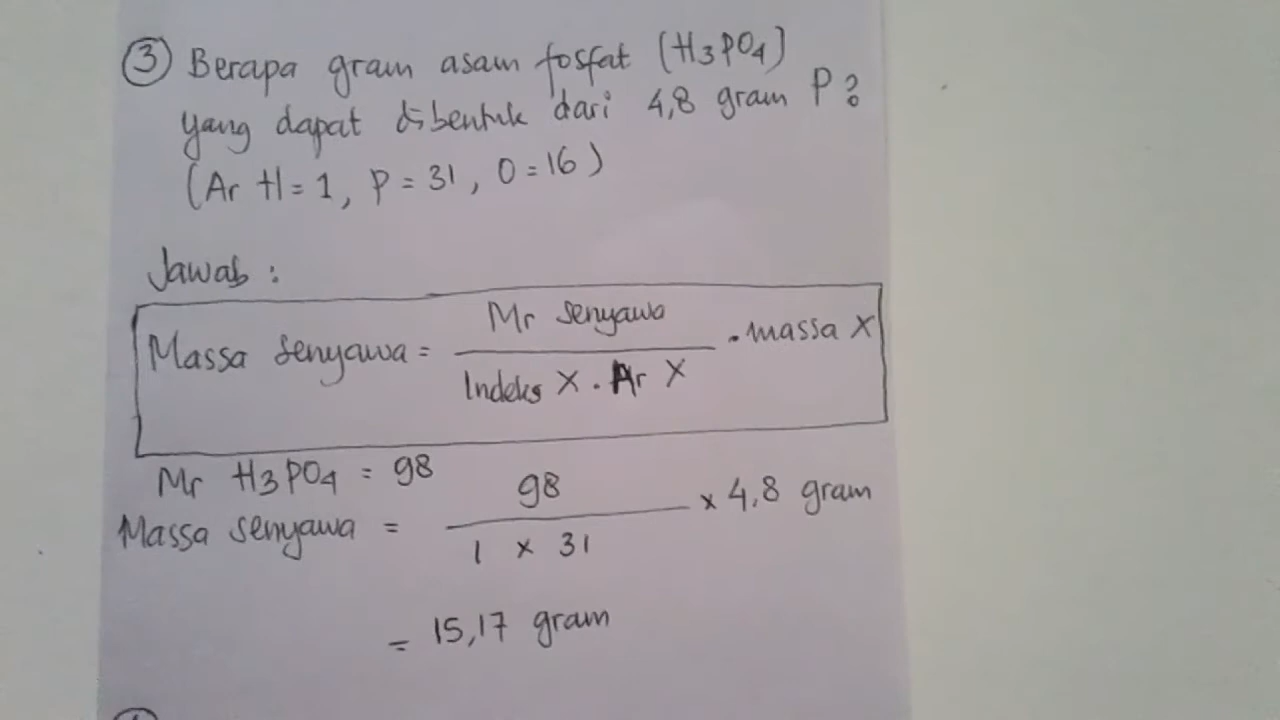 ③ Berapa gram asam fosfat (H3PO4)
yang dapat dibentuk dari 4,8 gram P?
(Ar H = 1, P = 31, O = 16)
Jawab :
Massa senyawa = Mr senyawa / Indeks X . Ar X . massa X
Mr H3PO4 = 98
Massa senyawa = 98 / 1 x 31 x 4,8 gram
= 15,17 gram